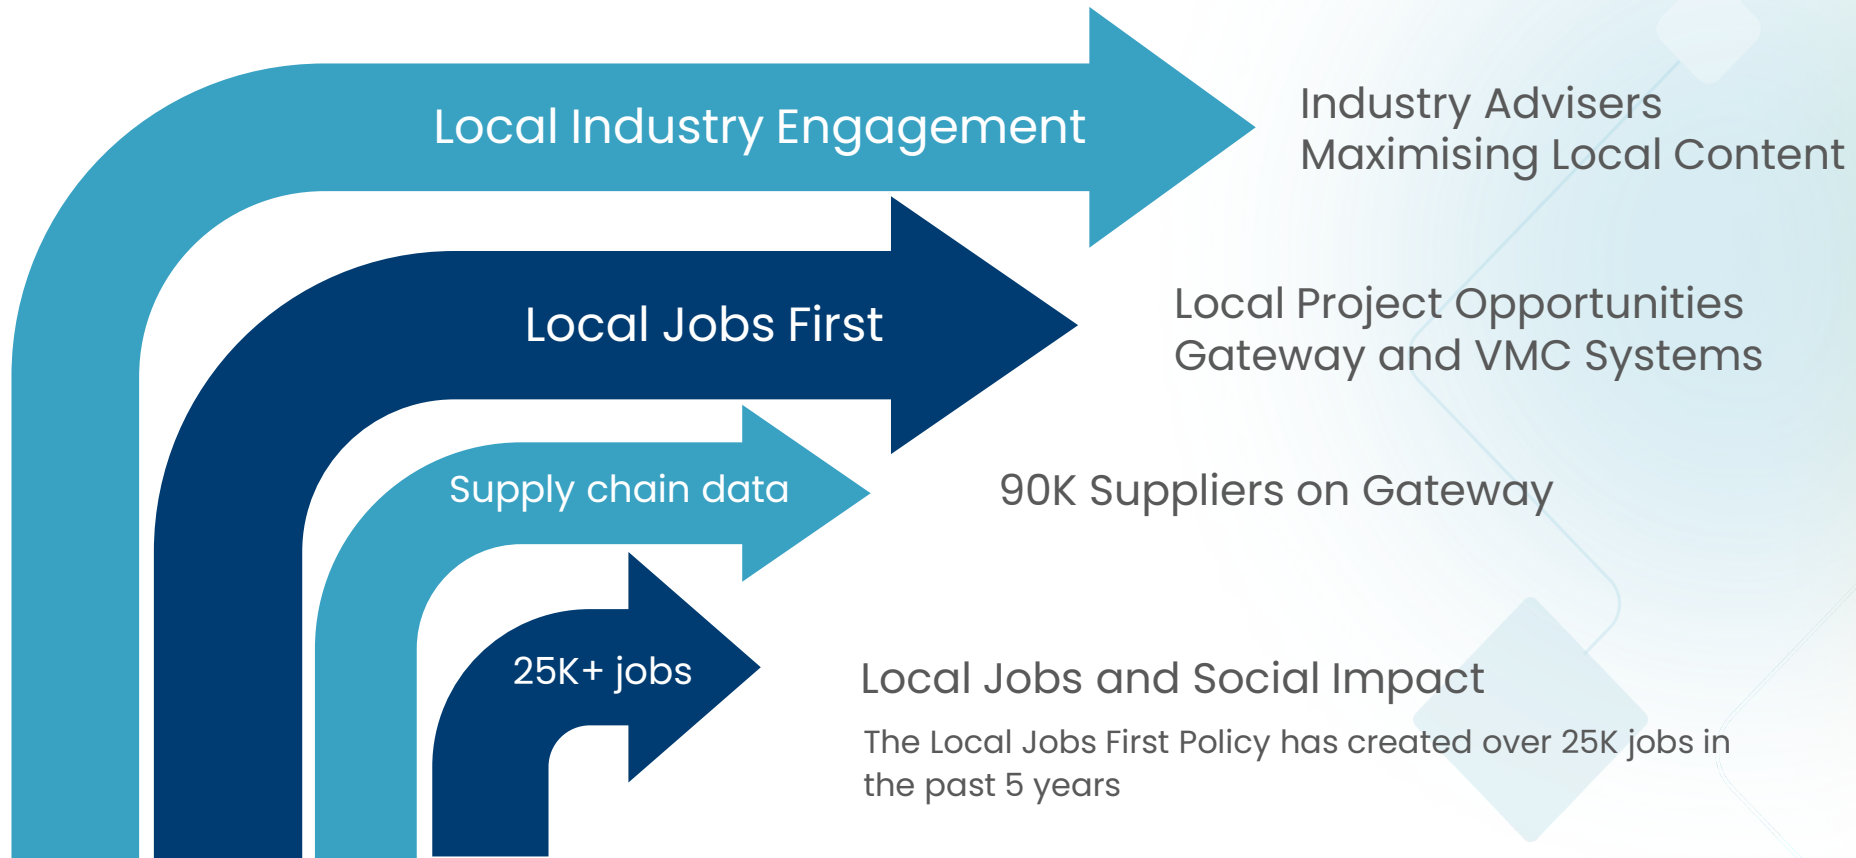 Local Industry Engagement
Industry Advisers
Maximising Local Content
Local Jobs First
Local Project Opportunities
Gateway and VMC Systems
Supply chain data
90K Suppliers on Gateway
25K+ jobs
Local Jobs and Social Impact
The Local Jobs First Policy has created over 25K jobs in
the past 5 years